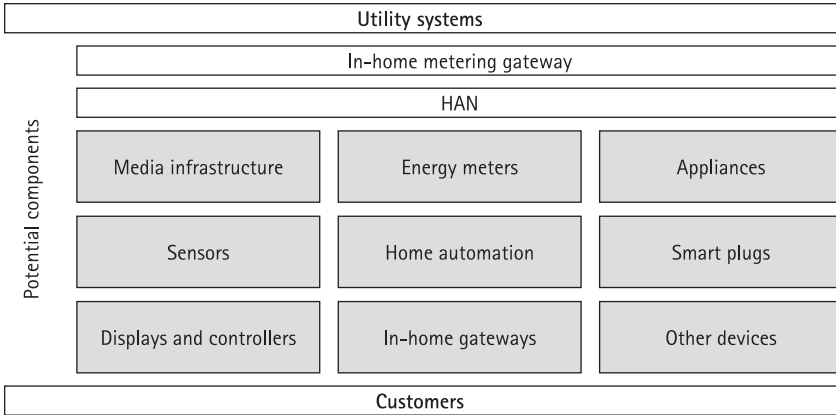 Utility systems
In-home metering gateway
HAN
Potential components
Media infrastructure
Energy meters
Appliances
Sensors
Home automation
Smart plugs
Displays and controllers
In-home gateways
Other devices
Customers